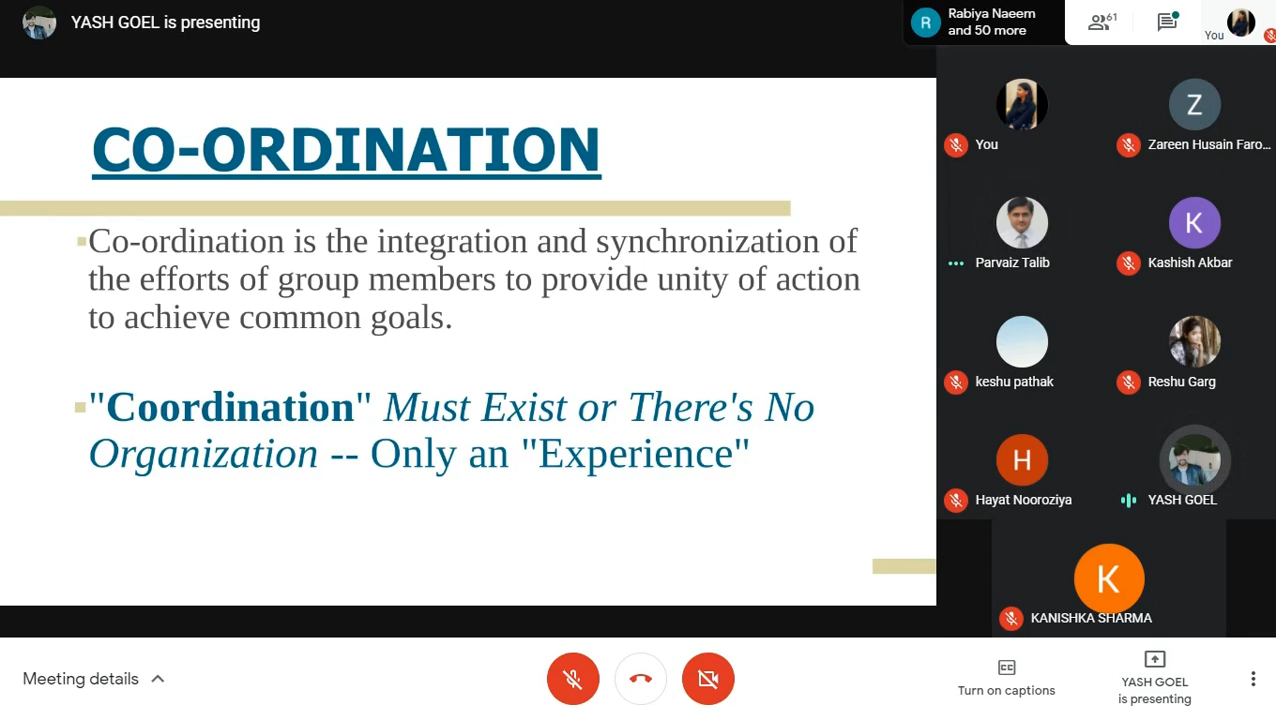 YASH GOEL is presenting
Rabiya Naeem
and 50 more
R
61
You
CO-ORDINATION
Co-ordination is the integration and synchronization of
the efforts of group members to provide unity of action
to achieve common goals.
"Coordination" Must Exist or There's No
Organization -- Only an "Experience"
You
Z
Zareen Husain Faro...
Parvaiz Talib
K
Kashish Akbar
keshu pathak
Reshu Garg
H
Hayat Nooroziya
YASH GOEL
K
KANISHKA SHARMA
Meeting details
CC
Turn on captions
YASH GOEL
is presenting